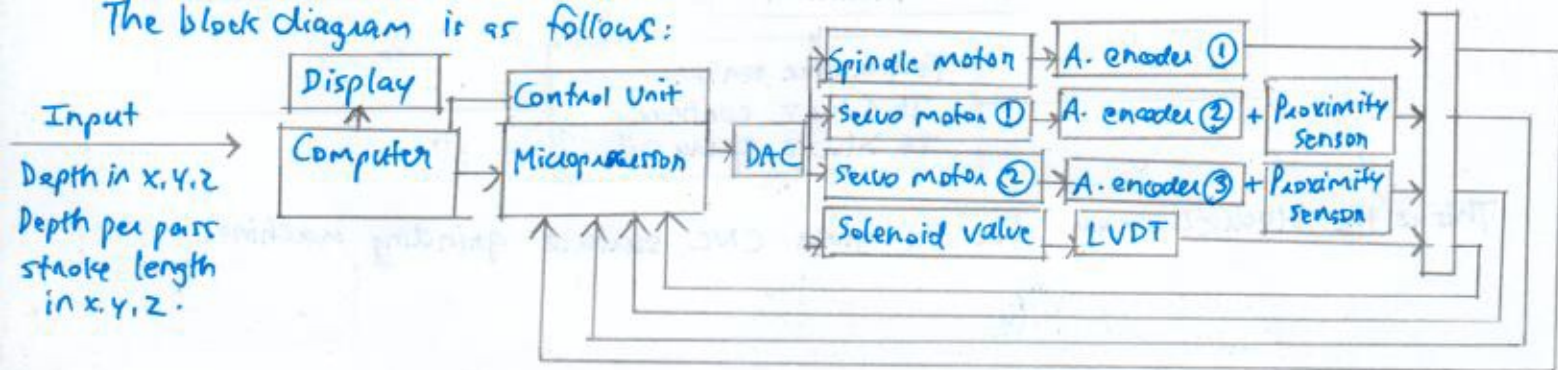 The block diagram is as follows:
Input
Depth in x, y, z
Depth per pass
stroke length
in x, y, z.
Display
Computer
Control Unit
Microprocessor
DAC
Spindle motor
A. encoder ①
Servo motor ①
A. encoder ② + Proximity
sensor
Servo motor ②
A. encoder ③ + Proximity
sensor
Solenoid valve
LVDT